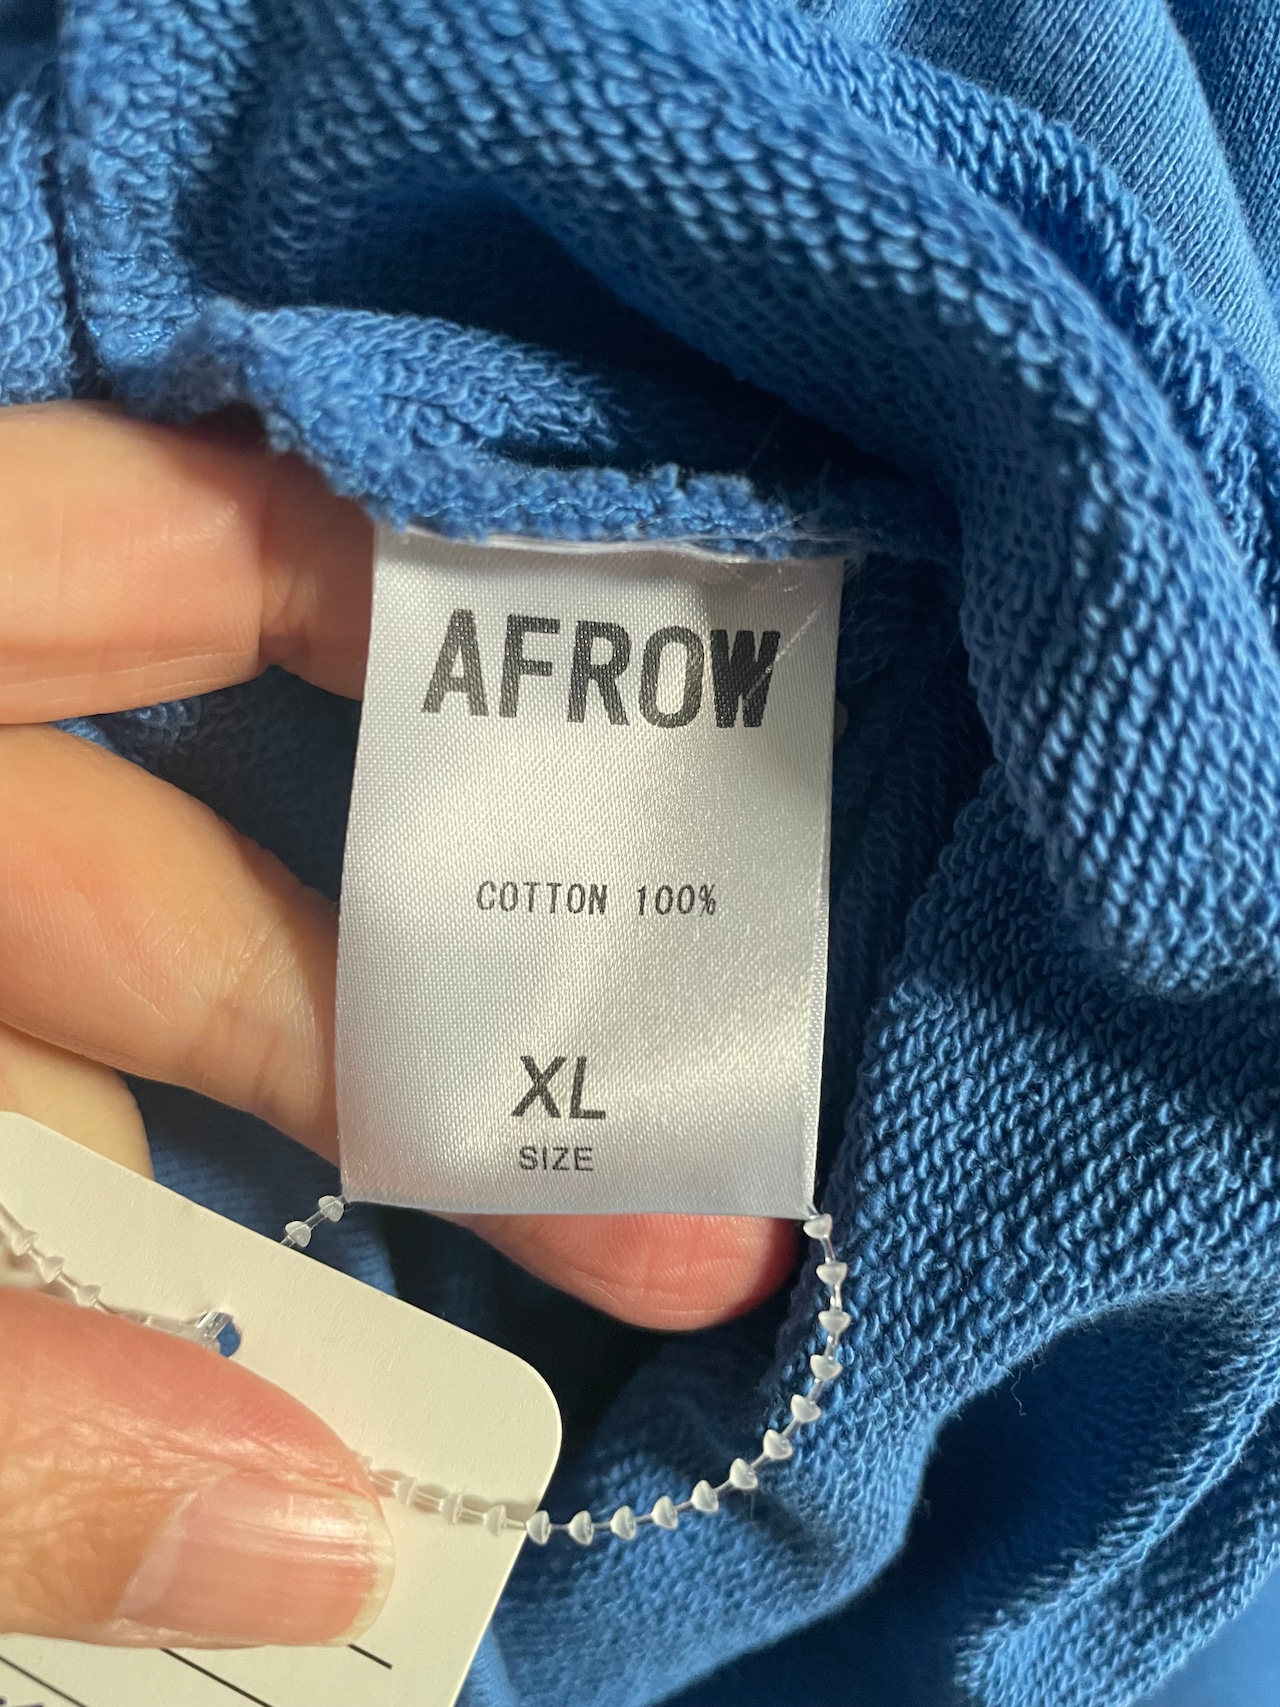 AFROW
COTTON 100%
XL
SIZE